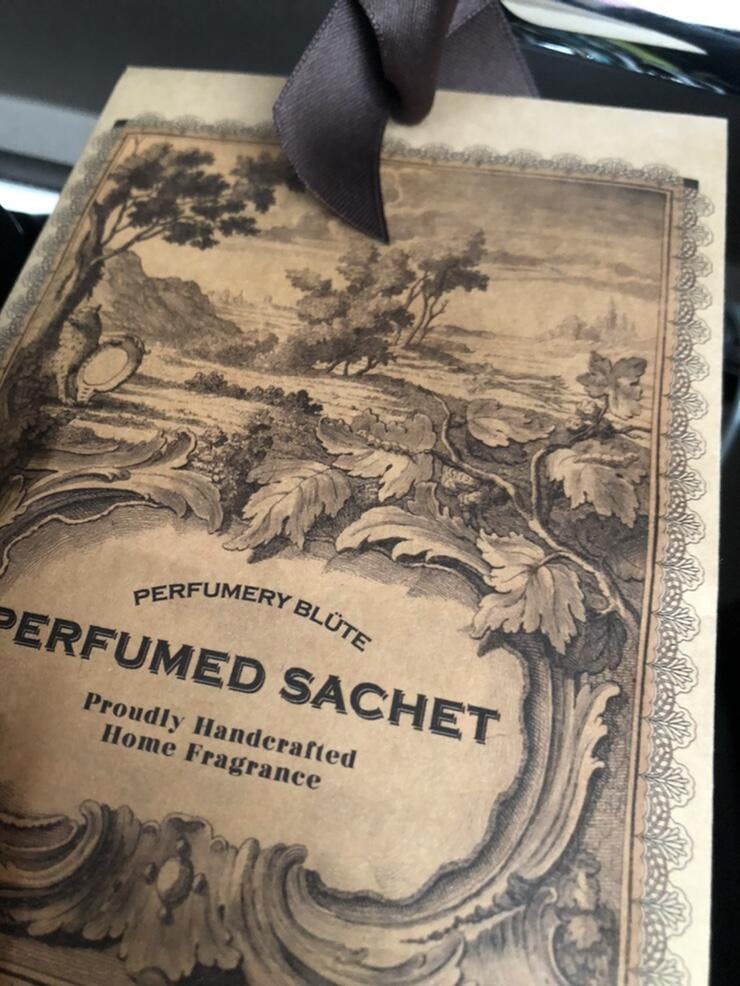 PERFUMERY BLÜTE
PERFUMED SACHET
Proudly Handcrafted
Home Fragrance